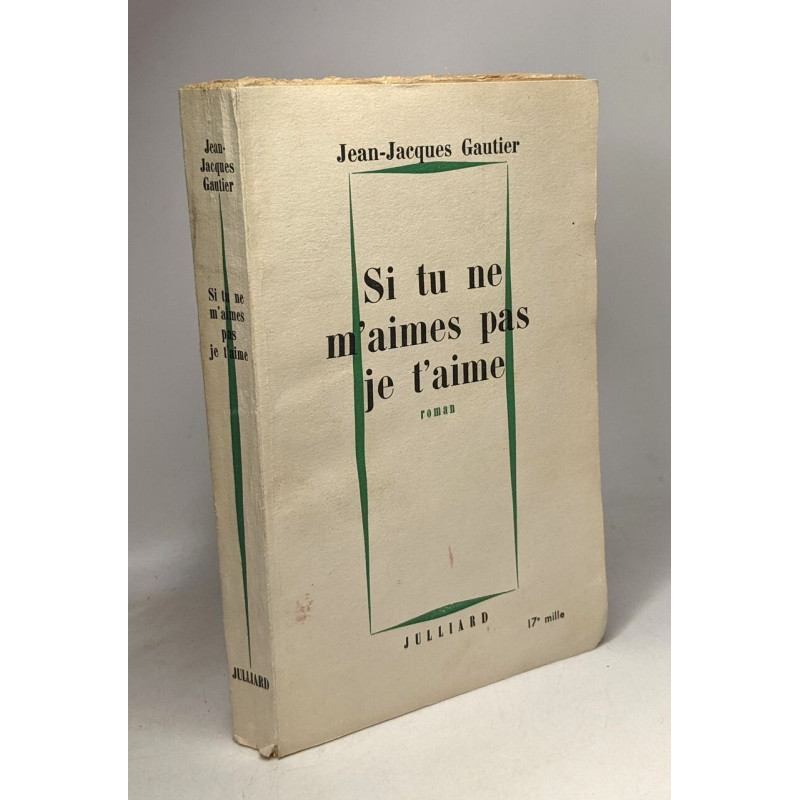 Jean-
Jacques
Gautier
Si tu ne
m'aimes
pas
je t'aime
JULLIARD
Jean-Jacques Gautier
Si tu ne
m'aimes pas
je t'aime
roman
JULLIARD
17e mille